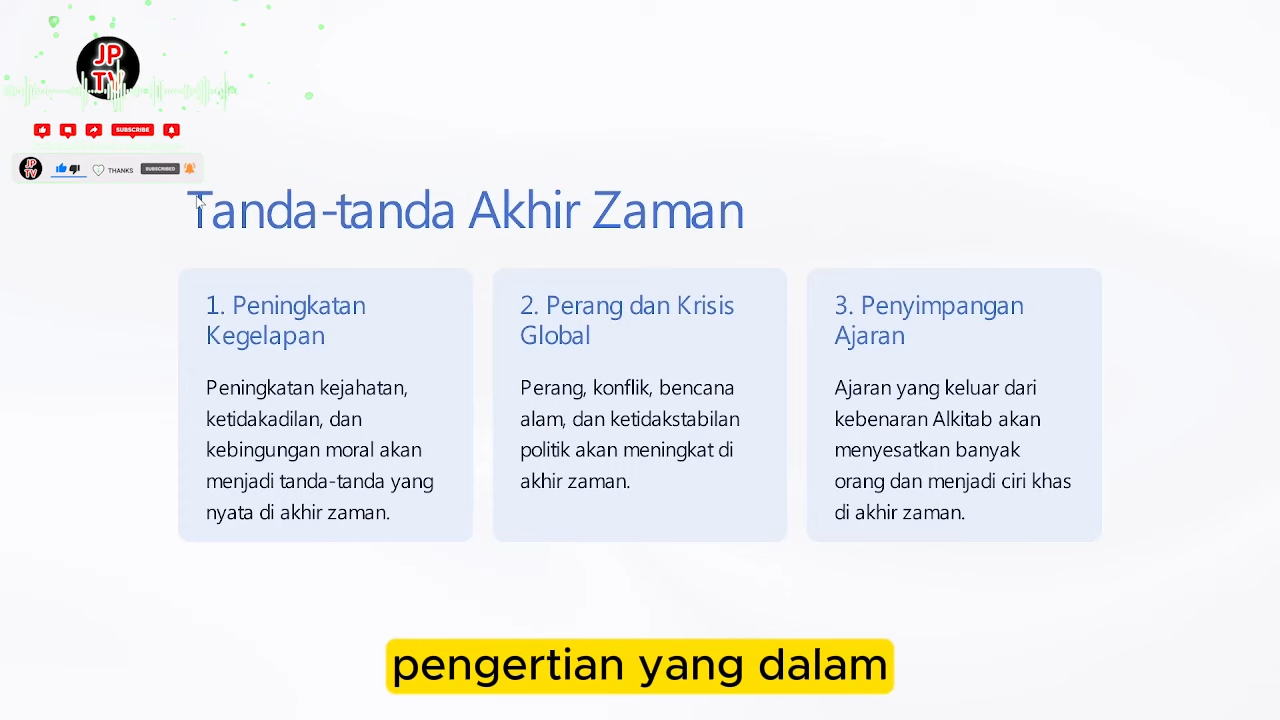 JP
TV
SUBSCRIBE
JP
TV
THANKS
SUBSCRIBED
Tanda-tanda Akhir Zaman
1. Peningkatan
Kegelapan
Peningkatan kejahatan,
ketidakadilan, dan
kebingungan moral akan
menjadi tanda-tanda yang
nyata di akhir zaman.
2. Perang dan Krisis
Global
Perang, konflik, bencana
alam, dan ketidakstabilan
politik akan meningkat di
akhir zaman.
3. Penyimpangan
Ajaran
Ajaran yang keluar dari
kebenaran Alkitab akan
menyesatkan banyak
orang dan menjadi ciri khas
di akhir zaman.
pengertian yang dalam